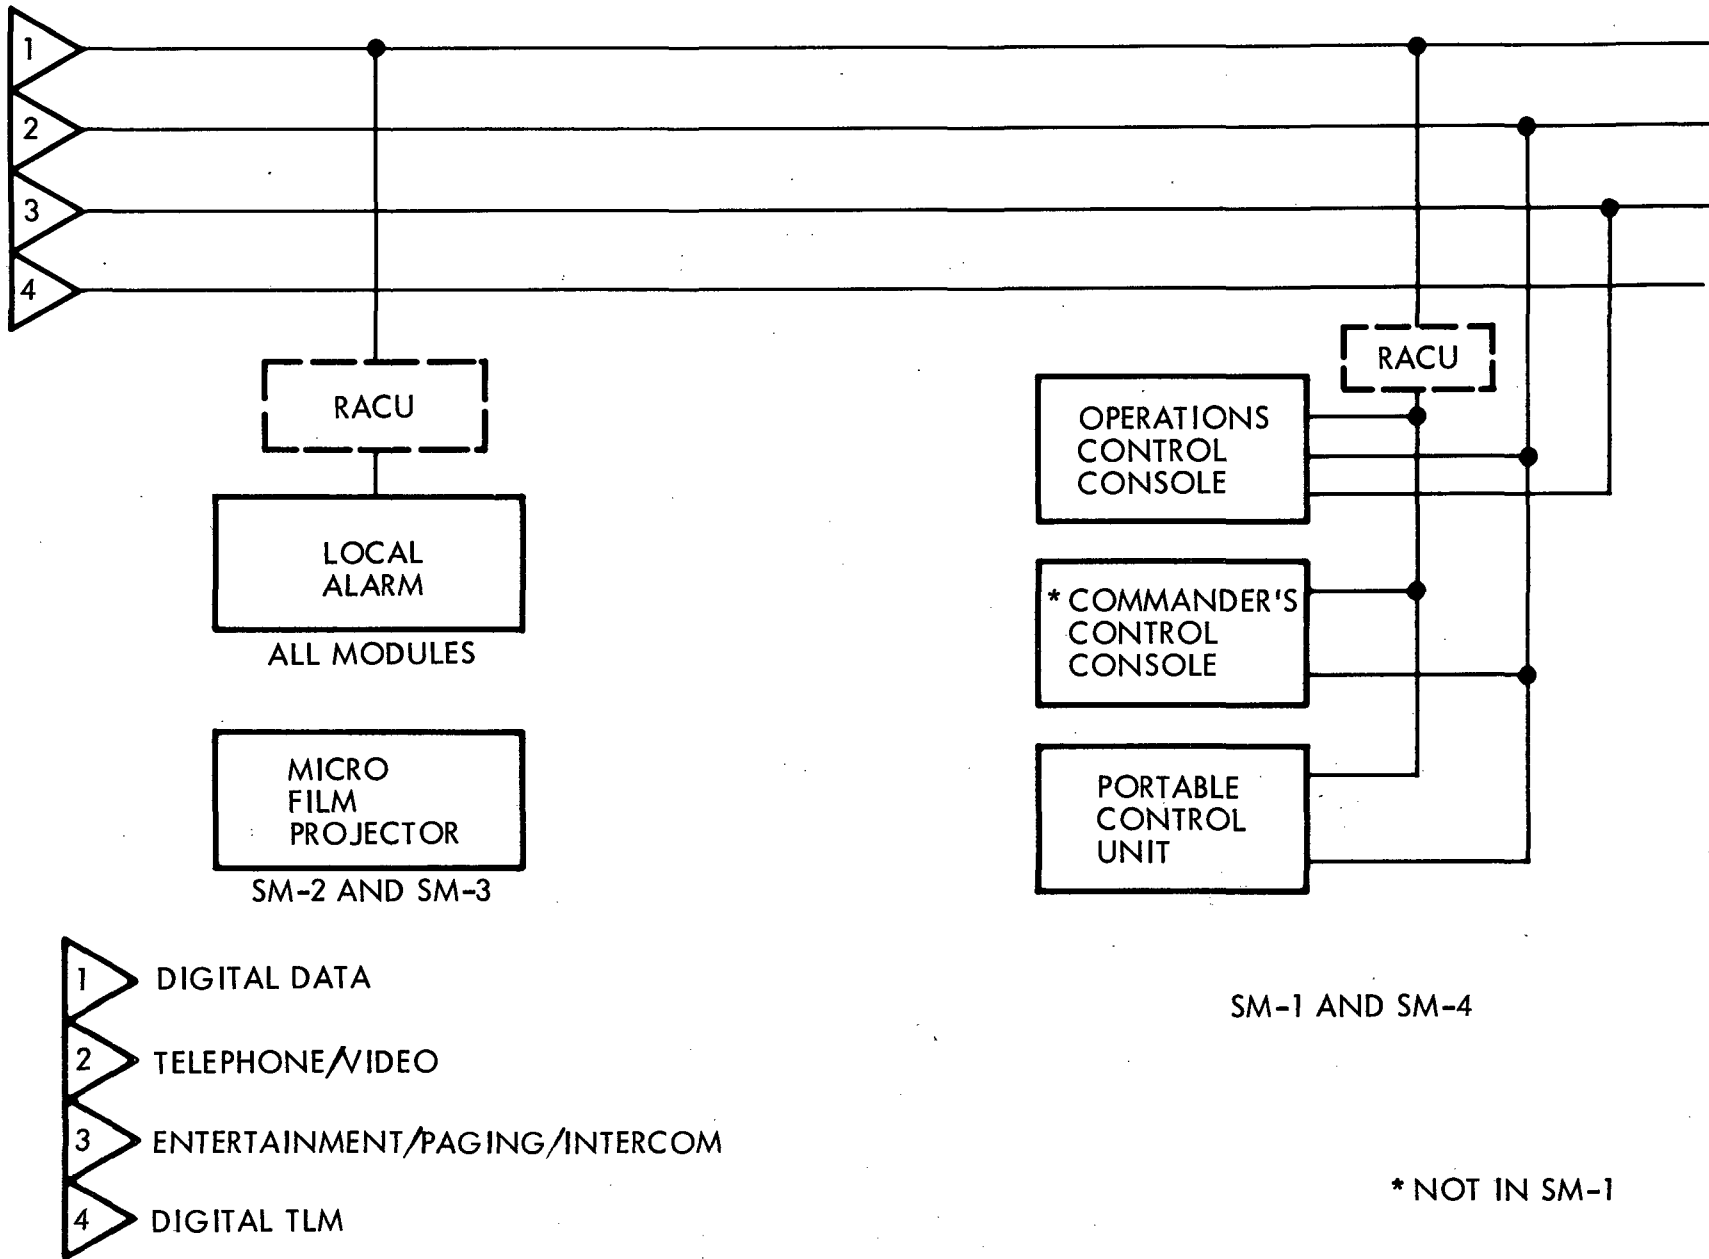 1
2
3
4
RACU
LOCAL
ALARM
ALL MODULES
MICRO
FILM
PROJECTOR
SM-2 AND SM-3
RACU
OPERATIONS
CONTROL
CONSOLE
* COMMANDER'S
CONTROL
CONSOLE
PORTABLE
CONTROL
UNIT
SM-1 AND SM-4
1 DIGITAL DATA
2 TELEPHONE/VIDEO
3 ENTERTAINMENT/PAGING/INTERCOM
4 DIGITAL TLM
* NOT IN SM-1